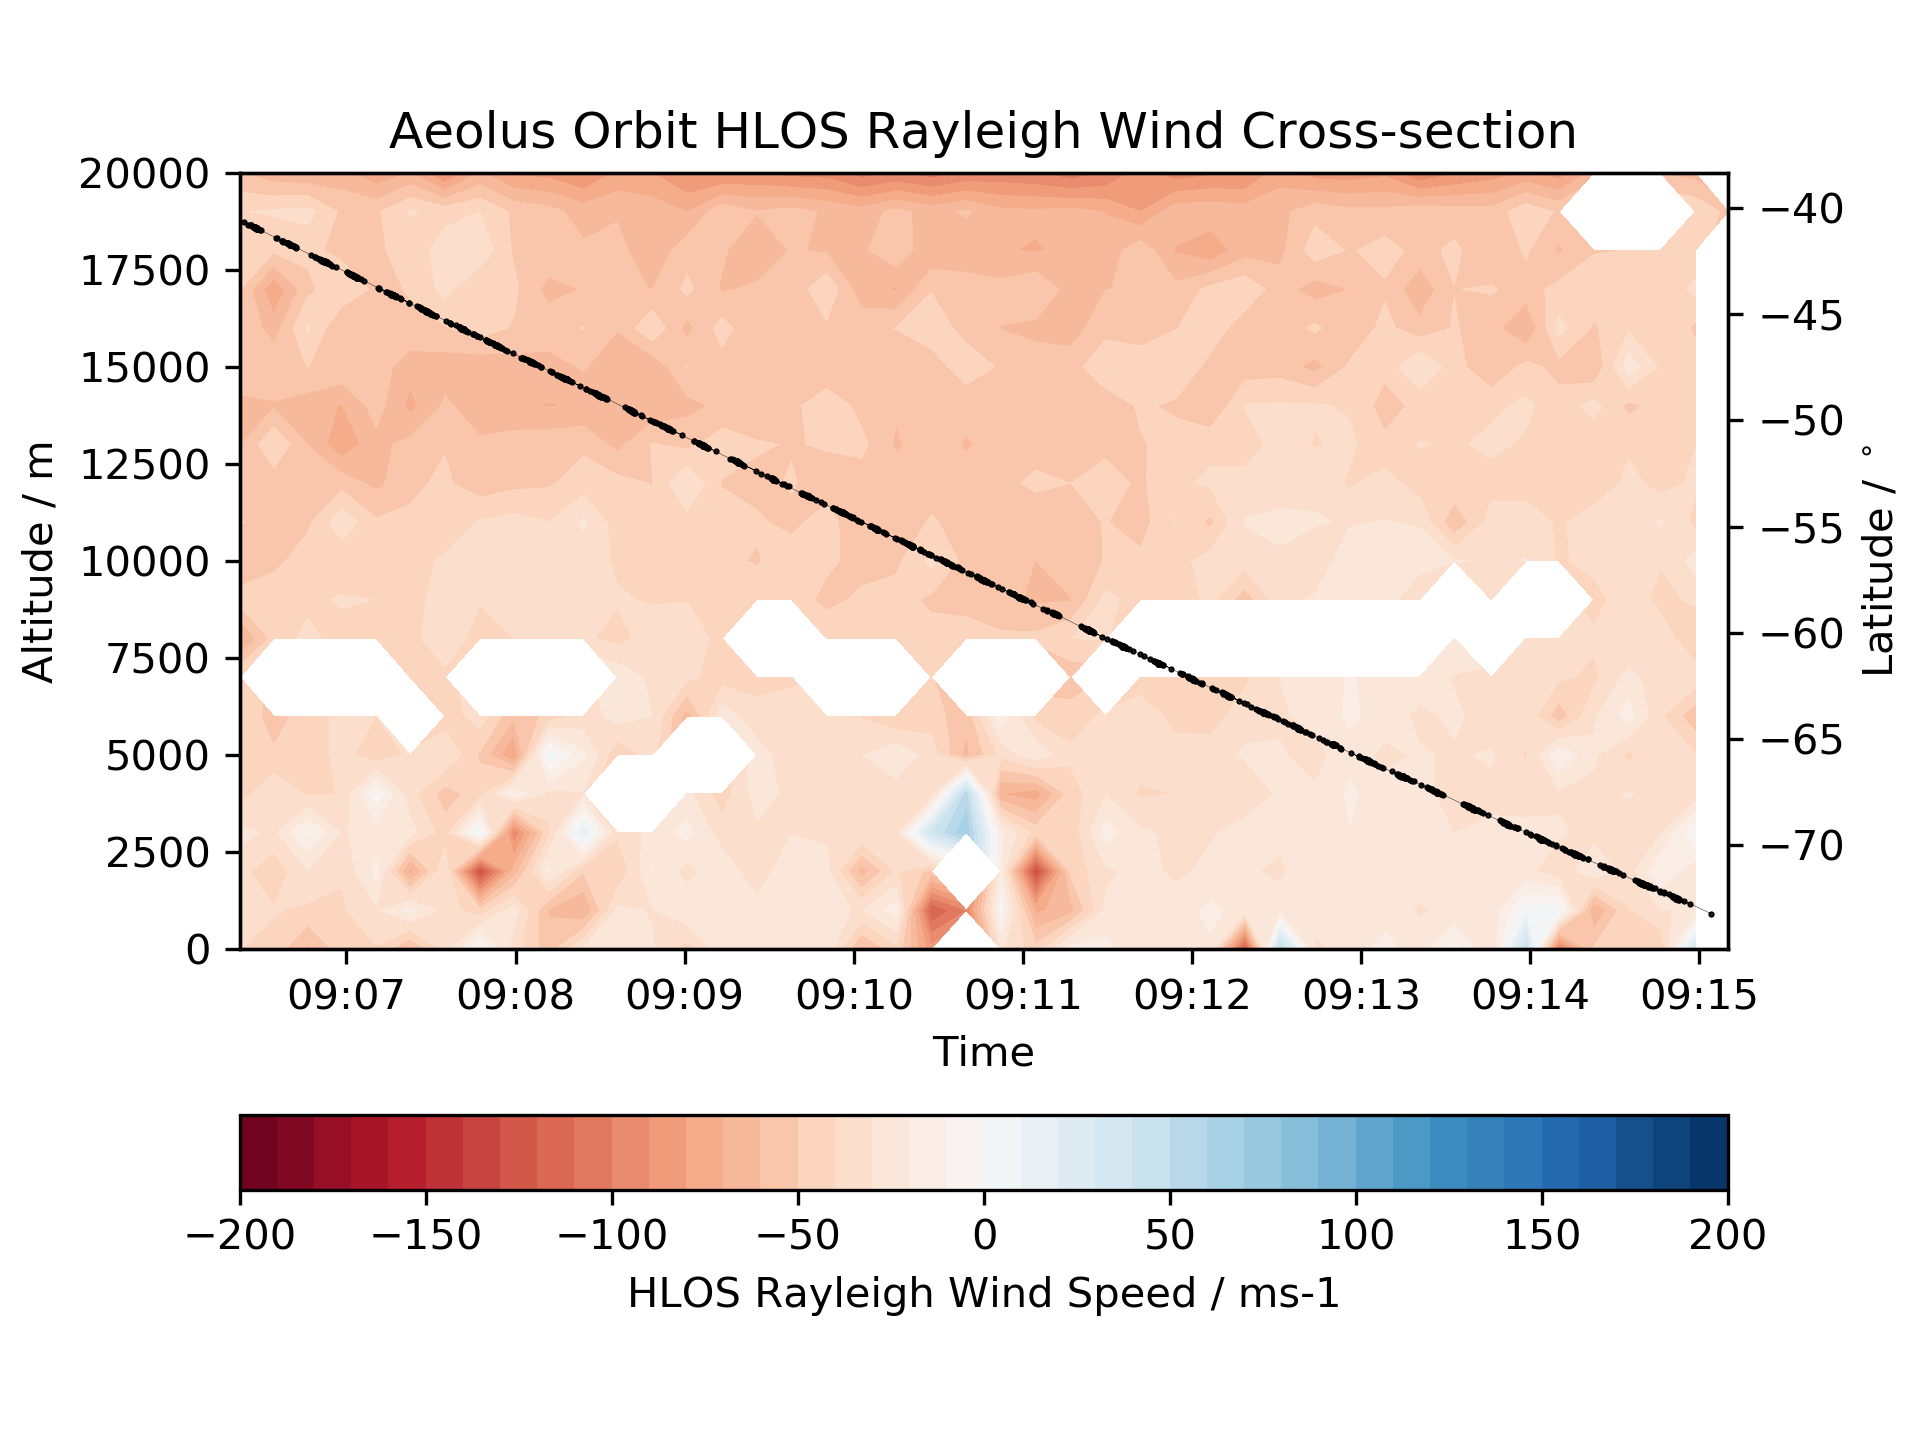 Aeolus Orbit HLOS Rayleigh Wind Cross-section
20000
17500
15000
12500
10000
7500
5000
2500
0
Altitude / m
−40
−45
−50
−55
−60
−65
−70
Latitude / °
09:07 09:08 09:09 09:10 09:11 09:12 09:13 09:14 09:15
Time
−200 −150 −100 −50 0 50 100 150 200
HLOS Rayleigh Wind Speed / ms-1